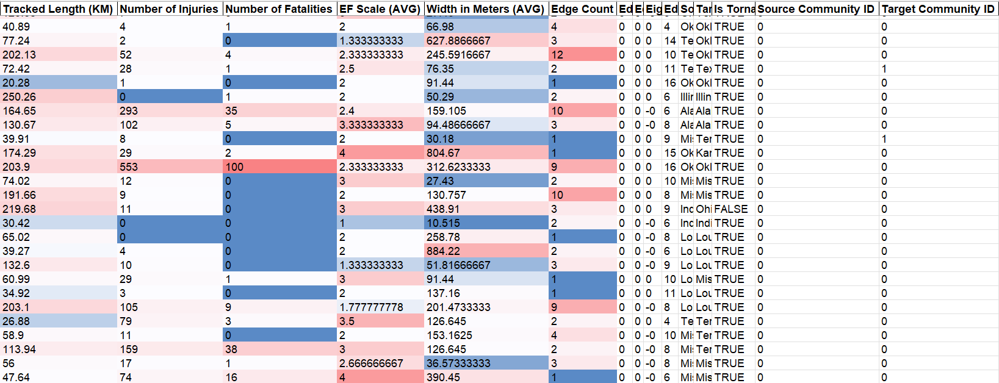 Tracked Length (KM) Number of Injuries Number of Fatalities EF Scale (AVG) Width in Meters (AVG) Edge Count Ed E Eig Ed So Tar Is Torna Source Community ID Target Community ID
40.89 4 1 2 66.98 4 0 0 0 4 Ok Okl TRUE 0 0
77.24 2 0 1.333333333 627.8866667 3 0 0 0 14 Te Okl TRUE 0 0
202.13 52 4 2.333333333 245.5916667 12 0 0 0 10 Te Okl TRUE 0 0
72.42 28 1 2.5 76.35 2 0 0 0 11 Te Tex TRUE 0 1
20.28 1 0 2 91.44 1 0 0 0 16 Ok Okl TRUE 0 0
250.26 0 1 2 50.29 2 0 0 0 6 Illin Illin TRUE 0 0
164.65 293 35 2.4 159.105 10 0 0 -0 6 Ala Ala TRUE 0 0
130.67 102 5 3.333333333 94.48666667 3 0 0 -0 8 Ala Ala TRUE 0 0
39.91 8 0 2 30.18 1 0 0 0 9 Mis Ter TRUE 0 1
174.29 29 2 4 804.67 1 0 0 0 15 Ok Kar TRUE 0 0
203.9 553 100 2.333333333 312.6233333 9 0 0 0 16 Ok Okl TRUE 0 0
74.02 12 0 3 27.43 2 0 0 0 10 Mis Mis TRUE 0 0
191.66 9 0 2 130.757 10 0 0 0 8 Mis Mis TRUE 0 0
219.68 11 0 3 438.91 3 0 0 0 9 Ind Ohi FALSE 0 0
30.42 0 0 1 10.515 2 0 0 -0 6 Ind Indi TRUE 0 0
65.02 0 0 2 258.78 1 0 0 -0 8 Lo Lou TRUE 0 0
39.27 4 0 2 884.22 2 0 0 -0 6 Lo Lou TRUE 0 0
132.6 10 0 1.333333333 51.81666667 3 0 0 -0 9 Lo Lou TRUE 0 0
60.99 29 1 3 91.44 1 0 0 0 10 Lo Mis TRUE 0 0
34.92 3 0 2 137.16 1 0 0 0 11 Lo Lou TRUE 0 0
203.1 105 9 1.777777778 201.4733333 9 0 0 -0 8 Lo Lou TRUE 0 0
26.88 79 3 3.5 126.645 2 0 0 0 4 Te Ter TRUE 0 0
58.9 11 0 2 153.1625 4 0 0 -0 10 Mis Ter TRUE 0 0
113.94 159 38 3 126.645 2 0 0 -0 8 Mis Ter TRUE 0 0
56 17 1 2.666666667 36.57333333 3 0 0 -0 8 Mis Mis TRUE 0 0
47.64 74 16 4 390.45 1 0 0 -0 6 Mis Mis TRUE 0 0